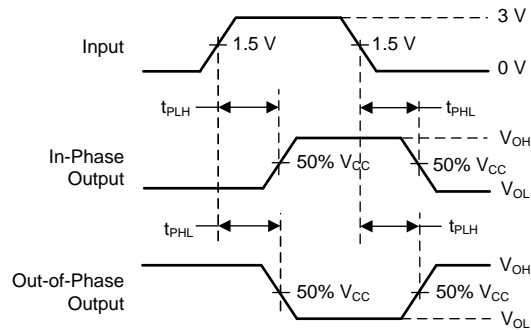 3 V
Input
1.5 V
1.5 V
0 V
tPLH
tPHL
VOH
In-Phase
Output
50% VCC
50% VCC
VOL
tPHL
tPLH
VOH
Out-of-Phase
Output
50% VCC
50% VCC
VOL